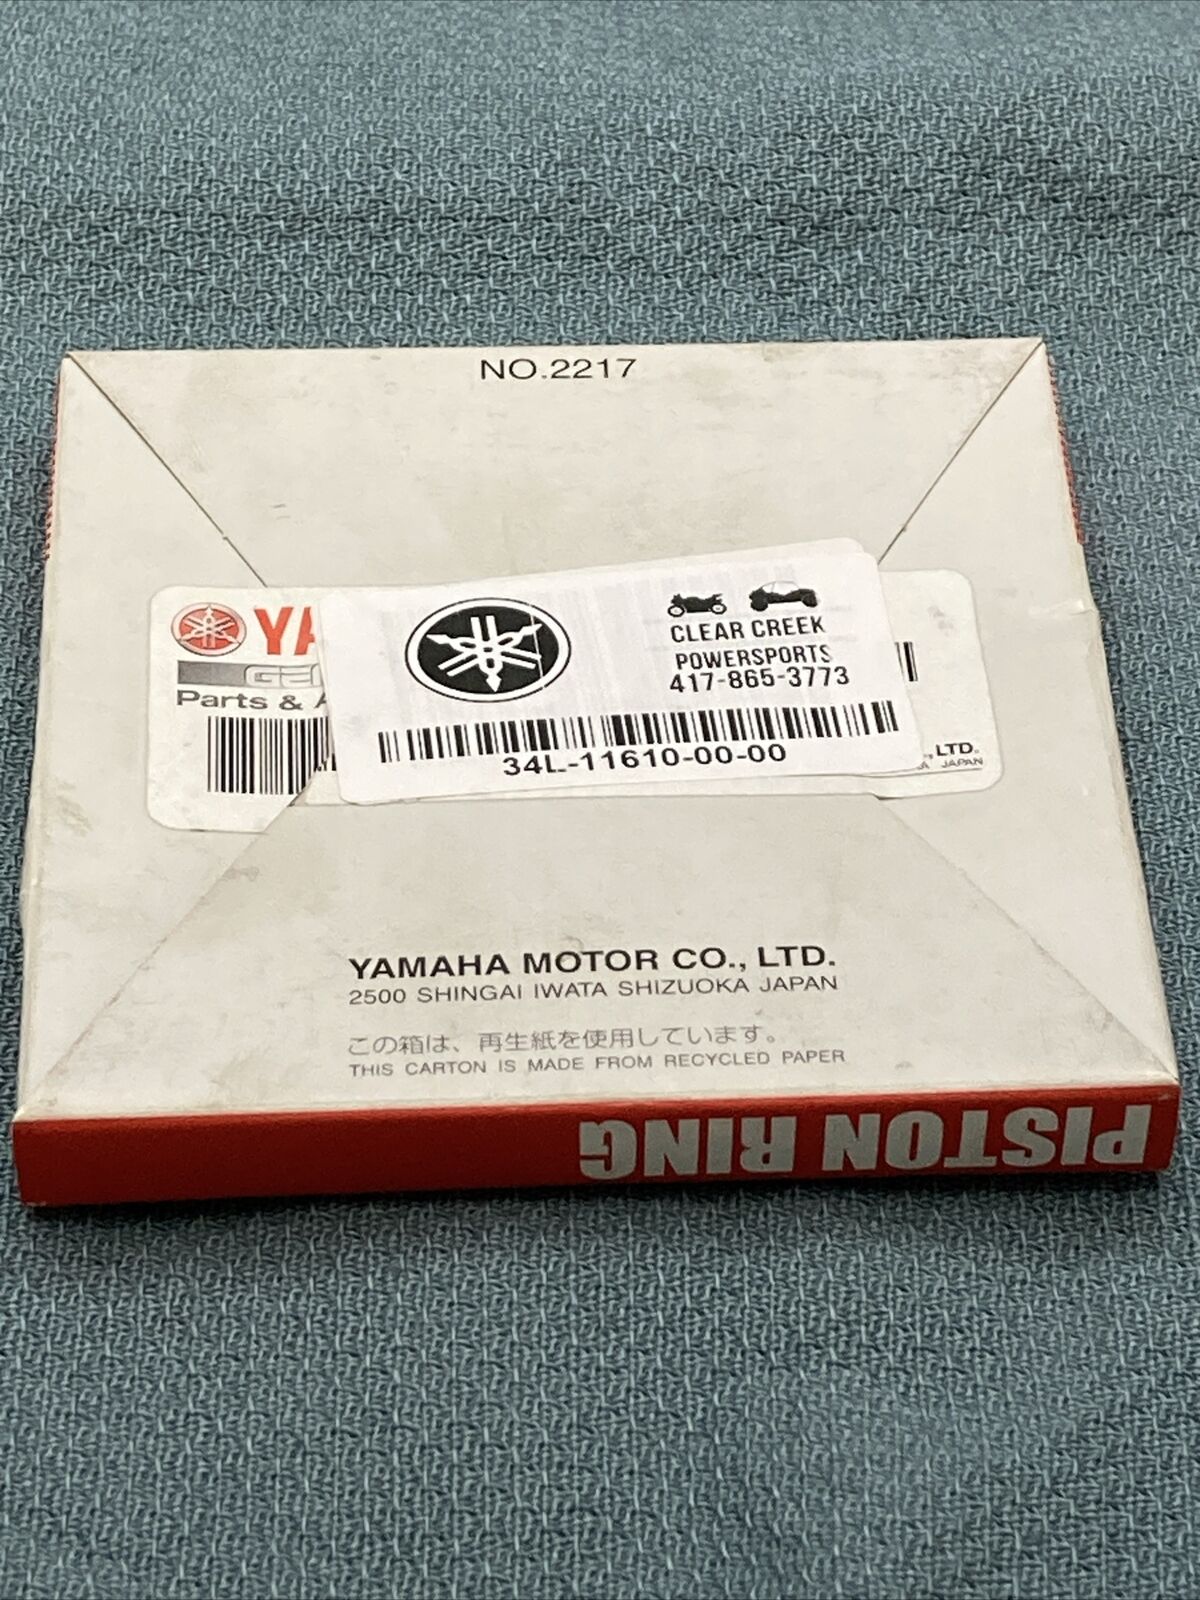 NO.2217
CLEAR CREEK
POWERSPORTS
417-865-3773
34L-11610-00-00
Parts &
LTD.
JAPAN
YAMAHA MOTOR CO., LTD.
2500 SHINGAI IWATA SHIZUOKA JAPAN
この箱は、再生紙を使用しています。
THIS CARTON IS MADE FROM RECYCLED PAPER
PISTON RING